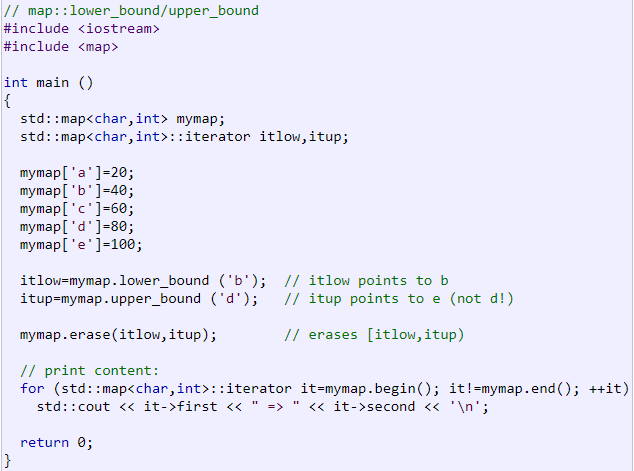 // map::lower_bound/upper_bound
#include <iostream>
#include <map>

int main ()
{
  std::map<char,int> mymap;
  std::map<char,int>::iterator itlow,itup;

  mymap['a']=20;
  mymap['b']=40;
  mymap['c']=60;
  mymap['d']=80;
  mymap['e']=100;

  itlow=mymap.lower_bound ('b');  // itlow points to b
  itup=mymap.upper_bound ('d');   // itup points to e (not d!)

  mymap.erase(itlow,itup);        // erases [itlow,itup)

  // print content:
  for (std::map<char,int>::iterator it=mymap.begin(); it!=mymap.end(); ++it)
    std::cout << it->first << " => " << it->second << '\n';

  return 0;
}